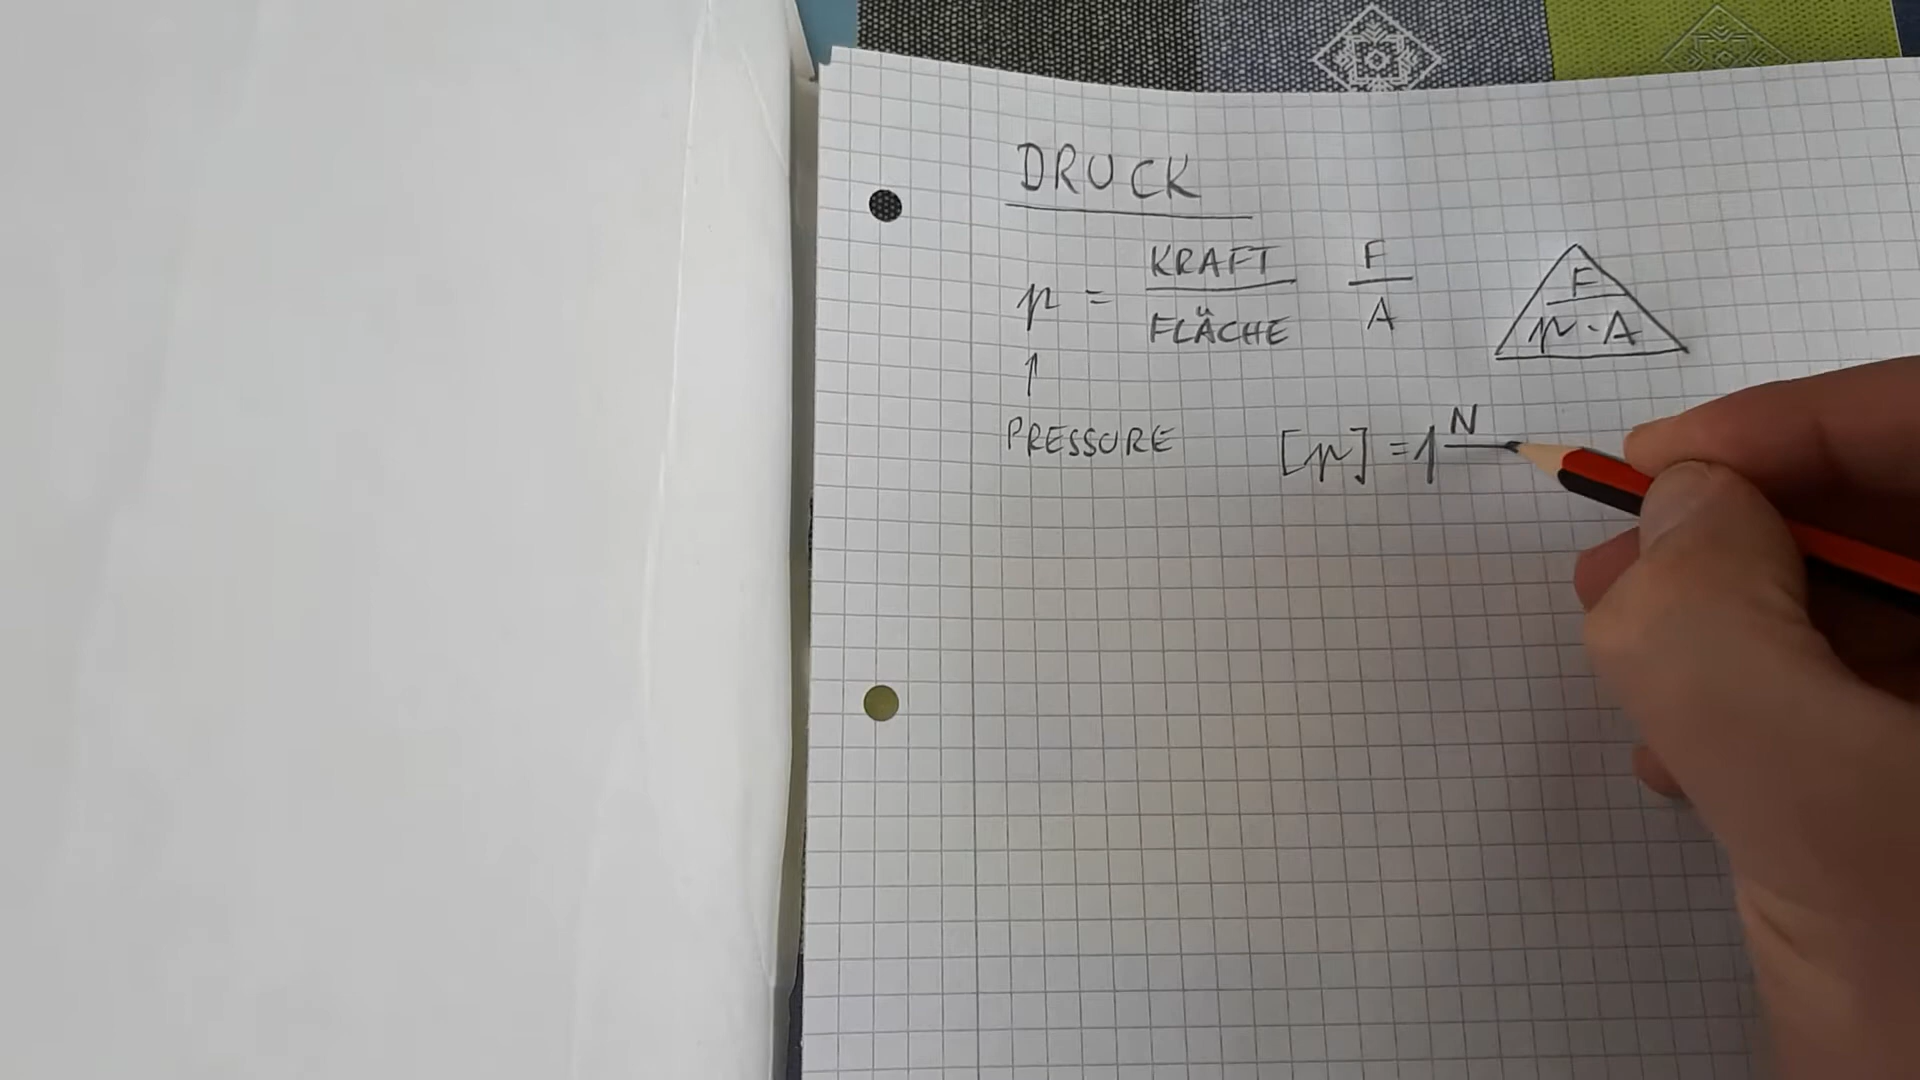 DRUCK
p = KRAFT / FLÄCHE F / A
F / p · A
↑
PRESSURE [p] = 1 N /